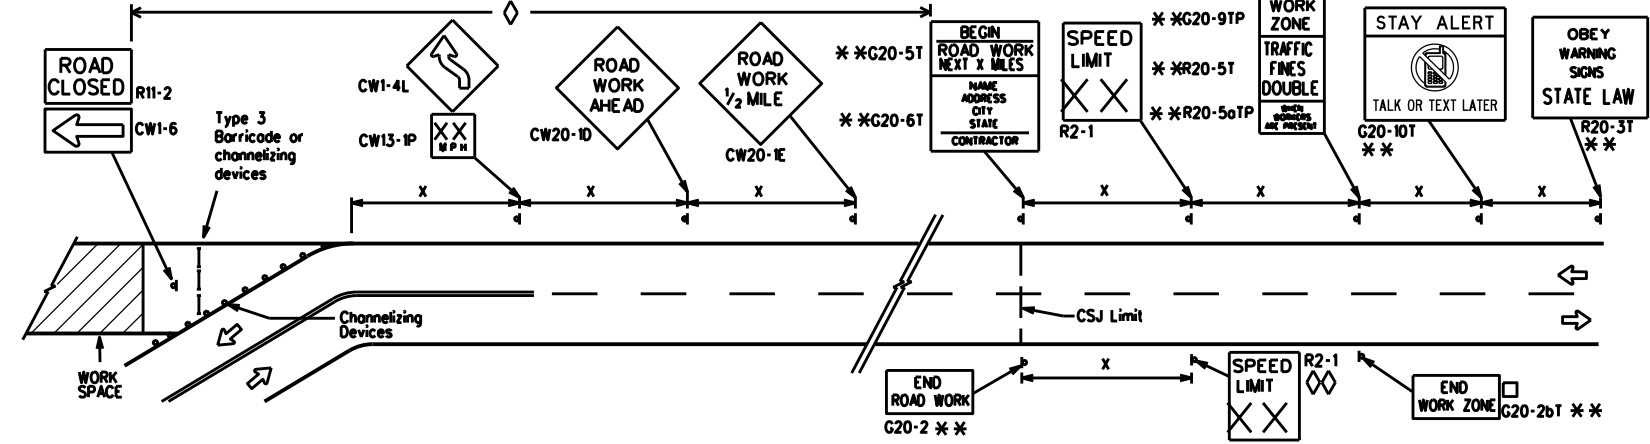 ROAD
CLOSED
R11-2
CW1-6
Type 3
Barricade or
channelizing
devices
CW1-4L
XX
MPH
CW13-1P
ROAD
WORK
AHEAD
CW20-1D
ROAD
WORK
1/2 MILE
CW20-1E
* *G20-5T
* *G20-6T
BEGIN
ROAD WORK
NEXT X MILES
NAME
ADDRESS
CITY
STATE
CONTRACTOR
SPEED
LIMIT
XX
R2-1
* *G20-9TP
* *R20-5T
* *R20-5aTP
WORK
ZONE
TRAFFIC
FINES
DOUBLE
WHEN
WORKERS
ARE PRESENT
STAY ALERT
TALK OR TEXT LATER
G20-10T
* *
OBEY
WARNING
SIGNS
STATE LAW
R20-3T
* *
X
X
X
X
X
X
X
Channelizing
Devices
CSJ Limit
WORK
SPACE
END
ROAD WORK
G20-2 * *
X
SPEED
LIMIT
XX
R2-1
END
WORK ZONE
G20-2bT * *